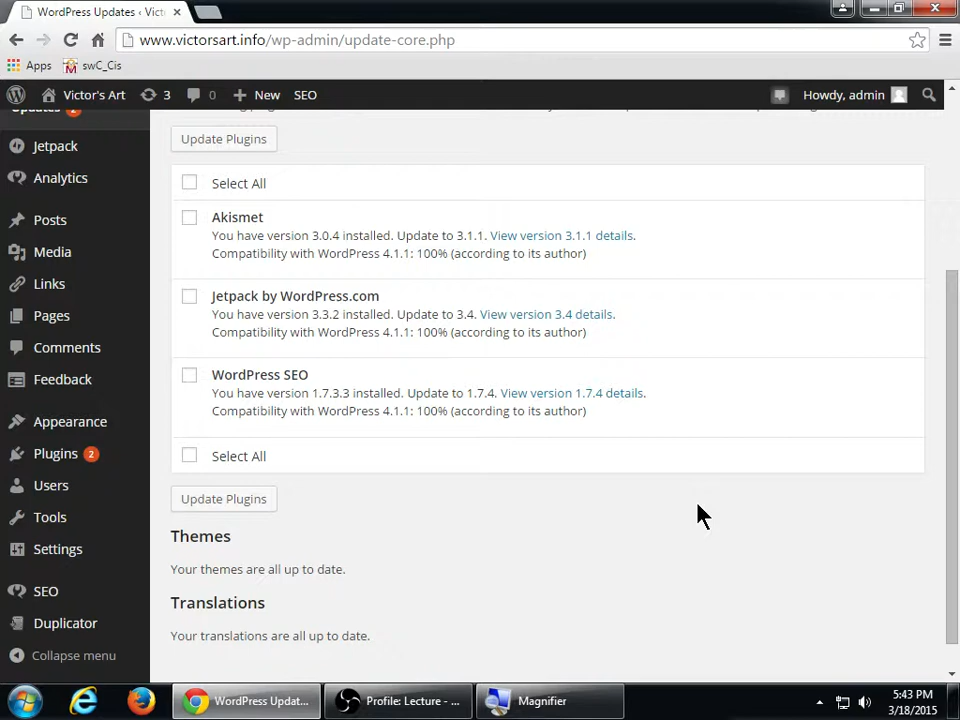 WordPress Updates ‹ Vict
www.victorsart.info/wp-admin/update-core.php
Apps swC_Cis
Victor's Art 3 0 New SEO Howdy, admin
Updates 2
Jetpack
Analytics
Posts
Media
Links
Pages
Comments
Feedback
Appearance
Plugins 2
Users
Tools
Settings
SEO
Duplicator
Collapse menu
Update Plugins
Select All
Akismet
You have version 3.0.4 installed. Update to 3.1.1. View version 3.1.1 details.
Compatibility with WordPress 4.1.1: 100% (according to its author)
Jetpack by WordPress.com
You have version 3.3.2 installed. Update to 3.4. View version 3.4 details.
Compatibility with WordPress 4.1.1: 100% (according to its author)
WordPress SEO
You have version 1.7.3.3 installed. Update to 1.7.4. View version 1.7.4 details.
Compatibility with WordPress 4.1.1: 100% (according to its author)
Select All
Update Plugins
Themes
Your themes are all up to date.
Translations
Your translations are all up to date.
WordPress Updat... Profile: Lecture - ... Magnifier
5:43 PM
3/18/2015